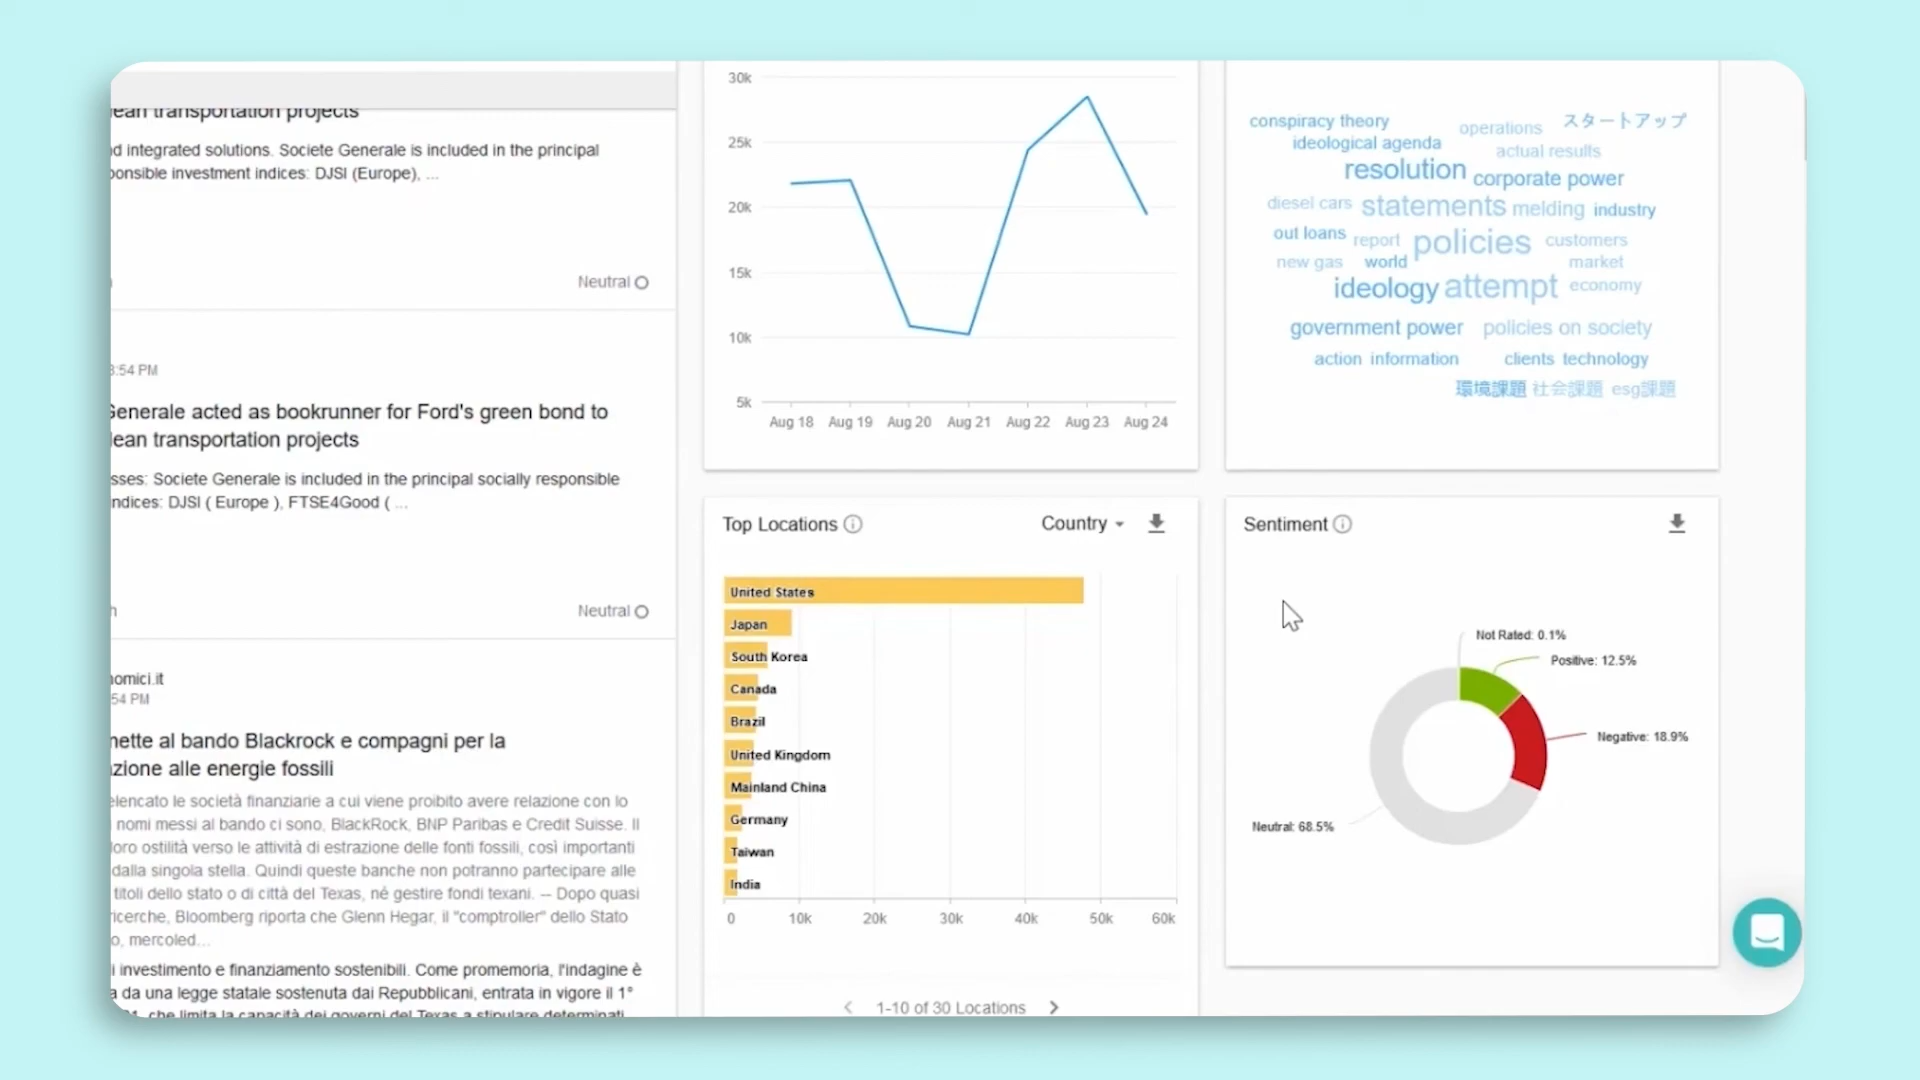 lean transportation projects
d integrated solutions. Societe Generale is included in the principal
ponsible investment indices: DJSI (Europe), ...
Neutral
3:54 PM
Generale acted as bookrunner for Ford's green bond to
lean transportation projects
sses: Societe Generale is included in the principal socially responsible
ndices: DJSI ( Europe ), FTSE4Good ( ...
h
Neutral
nomici.it
54 PM
mette al bando Blackrock e compagni per la
azione alle energie fossili
elencato le società finanziarie a cui viene proibito avere relazione con lo
nomi messi al bando ci sono, BlackRock, BNP Paribas e Credit Suisse. Il
loro ostilità verso le attività di estrazione delle fonti fossili, così importanti
dalla singola stella. Quindi queste banche non potranno partecipare alle
titoli dello stato o di città del Texas, né gestire fondi texani. -- Dopo quasi
ricerche, Bloomberg riporta che Glenn Hegar, il "comptroller" dello Stato
o, mercoled...
i investimento e finanziamento sostenibili. Come promemoria, l'indagine è
a da una legge statale sostenuta dai Repubblicani, entrata in vigore il 1°
21, che limita la capacità dei governi del Texas a stipulare determinati
30k
25k
20k
15k
10k
5k
Aug 18 Aug 19 Aug 20 Aug 21 Aug 22 Aug 23 Aug 24
conspiracy theory operations スタートアップ
ideological agenda actual results
resolution corporate power
diesel cars statements melding industry
out loans report policies customers
new gas world market
ideology attempt economy
government power policies on society
action information clients technology
環境課題 社会課題 esg課題
Top Locations Country
United States
Japan
South Korea
Canada
Brazil
United Kingdom
Mainland China
Germany
Taiwan
India
0 10k 20k 30k 40k 50k 60k
1-10 of 30 Locations
Sentiment
Not Rated: 0.1%
Positive: 12.5%
Negative: 18.9%
Neutral: 68.5%